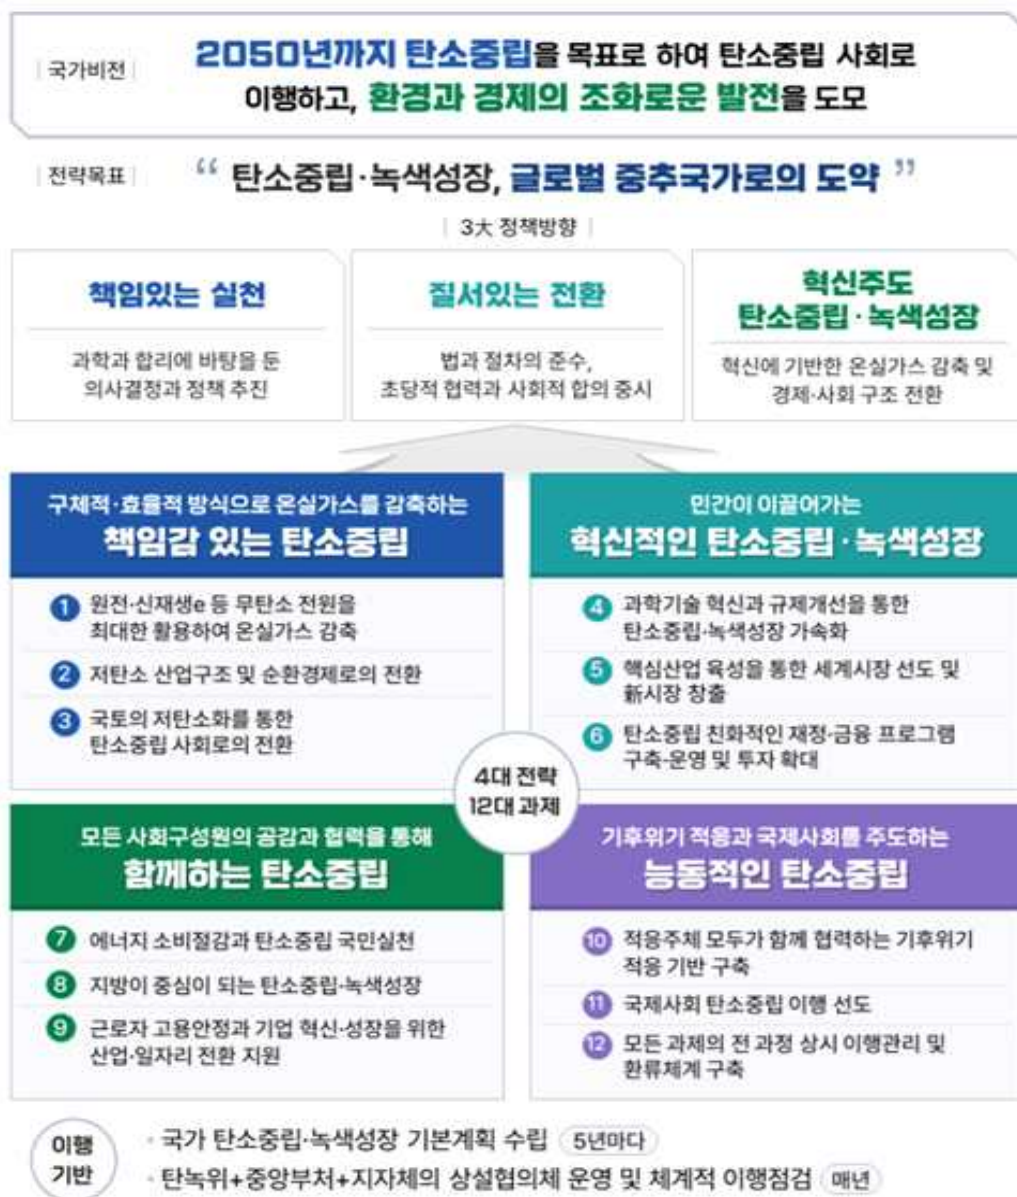 국가비전
2050년까지 탄소중립을 목표로 하여 탄소중립 사회로
이행하고, 환경과 경제의 조화로운 발전을 도모
전략목표
“ 탄소중립·녹색성장, 글로벌 중추국가로의 도약 ”
3大 정책방향
책임있는 실천
과학과 합리에 바탕을 둔
의사결정과 정책 추진
질서있는 전환
법과 절차의 준수,
초당적 협력과 사회적 합의 중시
혁신주도
탄소중립·녹색성장
혁신에 기반한 온실가스 감축 및
경제·사회 구조 전환
구체적·효율적 방식으로 온실가스를 감축하는
책임감 있는 탄소중립
1 원전·신재생e 등 무탄소 전원을
최대한 활용하여 온실가스 감축
2 저탄소 산업구조 및 순환경제로의 전환
3 국토의 저탄소화를 통한
탄소중립 사회로의 전환
민간이 이끌어가는
혁신적인 탄소중립·녹색성장
4 과학기술 혁신과 규제개선을 통한
탄소중립·녹색성장 가속화
5 핵심산업 육성을 통한 세계시장 선도 및
新시장 창출
6 탄소중립 친화적인 재정·금융 프로그램
구축·운영 및 투자 확대
4대 전략
12대 과제
모든 사회구성원의 공감과 협력을 통해
함께하는 탄소중립
7 에너지 소비절감과 탄소중립 국민실천
8 지방이 중심이 되는 탄소중립·녹색성장
9 근로자 고용안정과 기업 혁신·성장을 위한
산업·일자리 전환 지원
기후위기 적응과 국제사회를 주도하는
능동적인 탄소중립
10 적응주체 모두가 함께 협력하는 기후위기
적응 기반 구축
11 국제사회 탄소중립 이행 선도
12 모든 과제의 전 과정 상시 이행관리 및
환류체계 구축
이행
기반
· 국가 탄소중립·녹색성장 기본계획 수립 5년마다
· 탄녹위+중앙부처+지자체의 상설협의체 운영 및 체계적 이행점검 매년